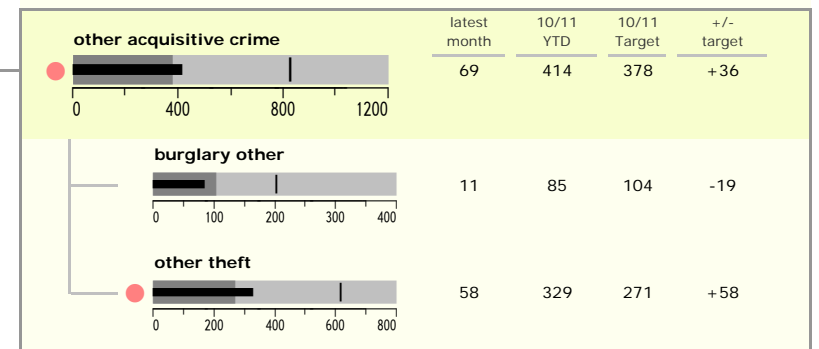 latest 10/11 10/11 +/-
month YTD Target target
other acquisitive crime
69 414 378 +36
0 400 800 1200
burglary other
11 85 104 -19
0 100 200 300 400
other theft
58 329 271 +58
0 200 400 600 800